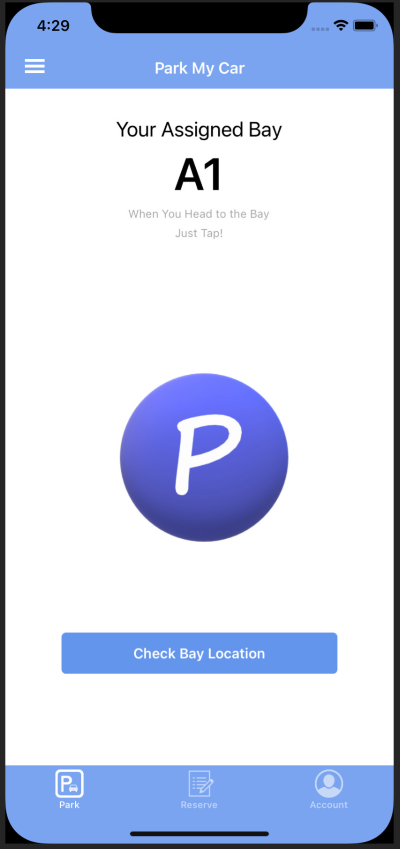 4:29
Park My Car
Your Assigned Bay
A1
When You Head to the Bay
Just Tap!
P
Check Bay Location
P
Park
Reserve
Account